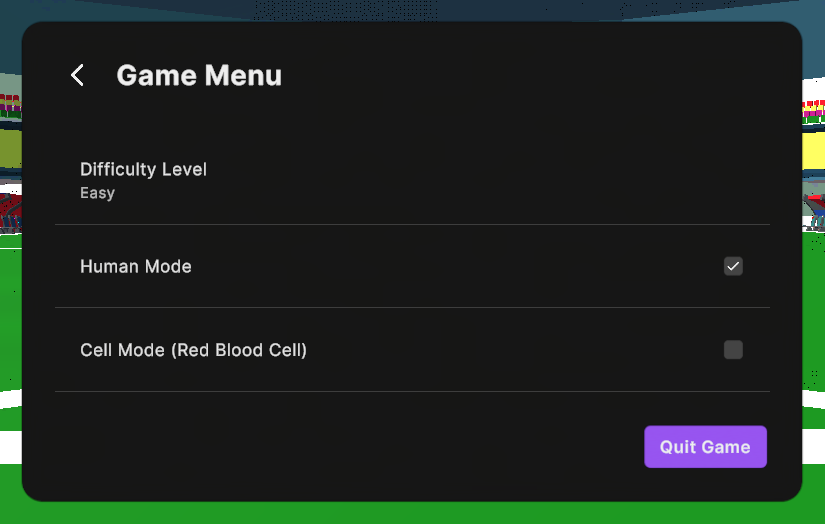 Game Menu
Difficulty Level
Easy
Human Mode
Cell Mode (Red Blood Cell)
Quit Game